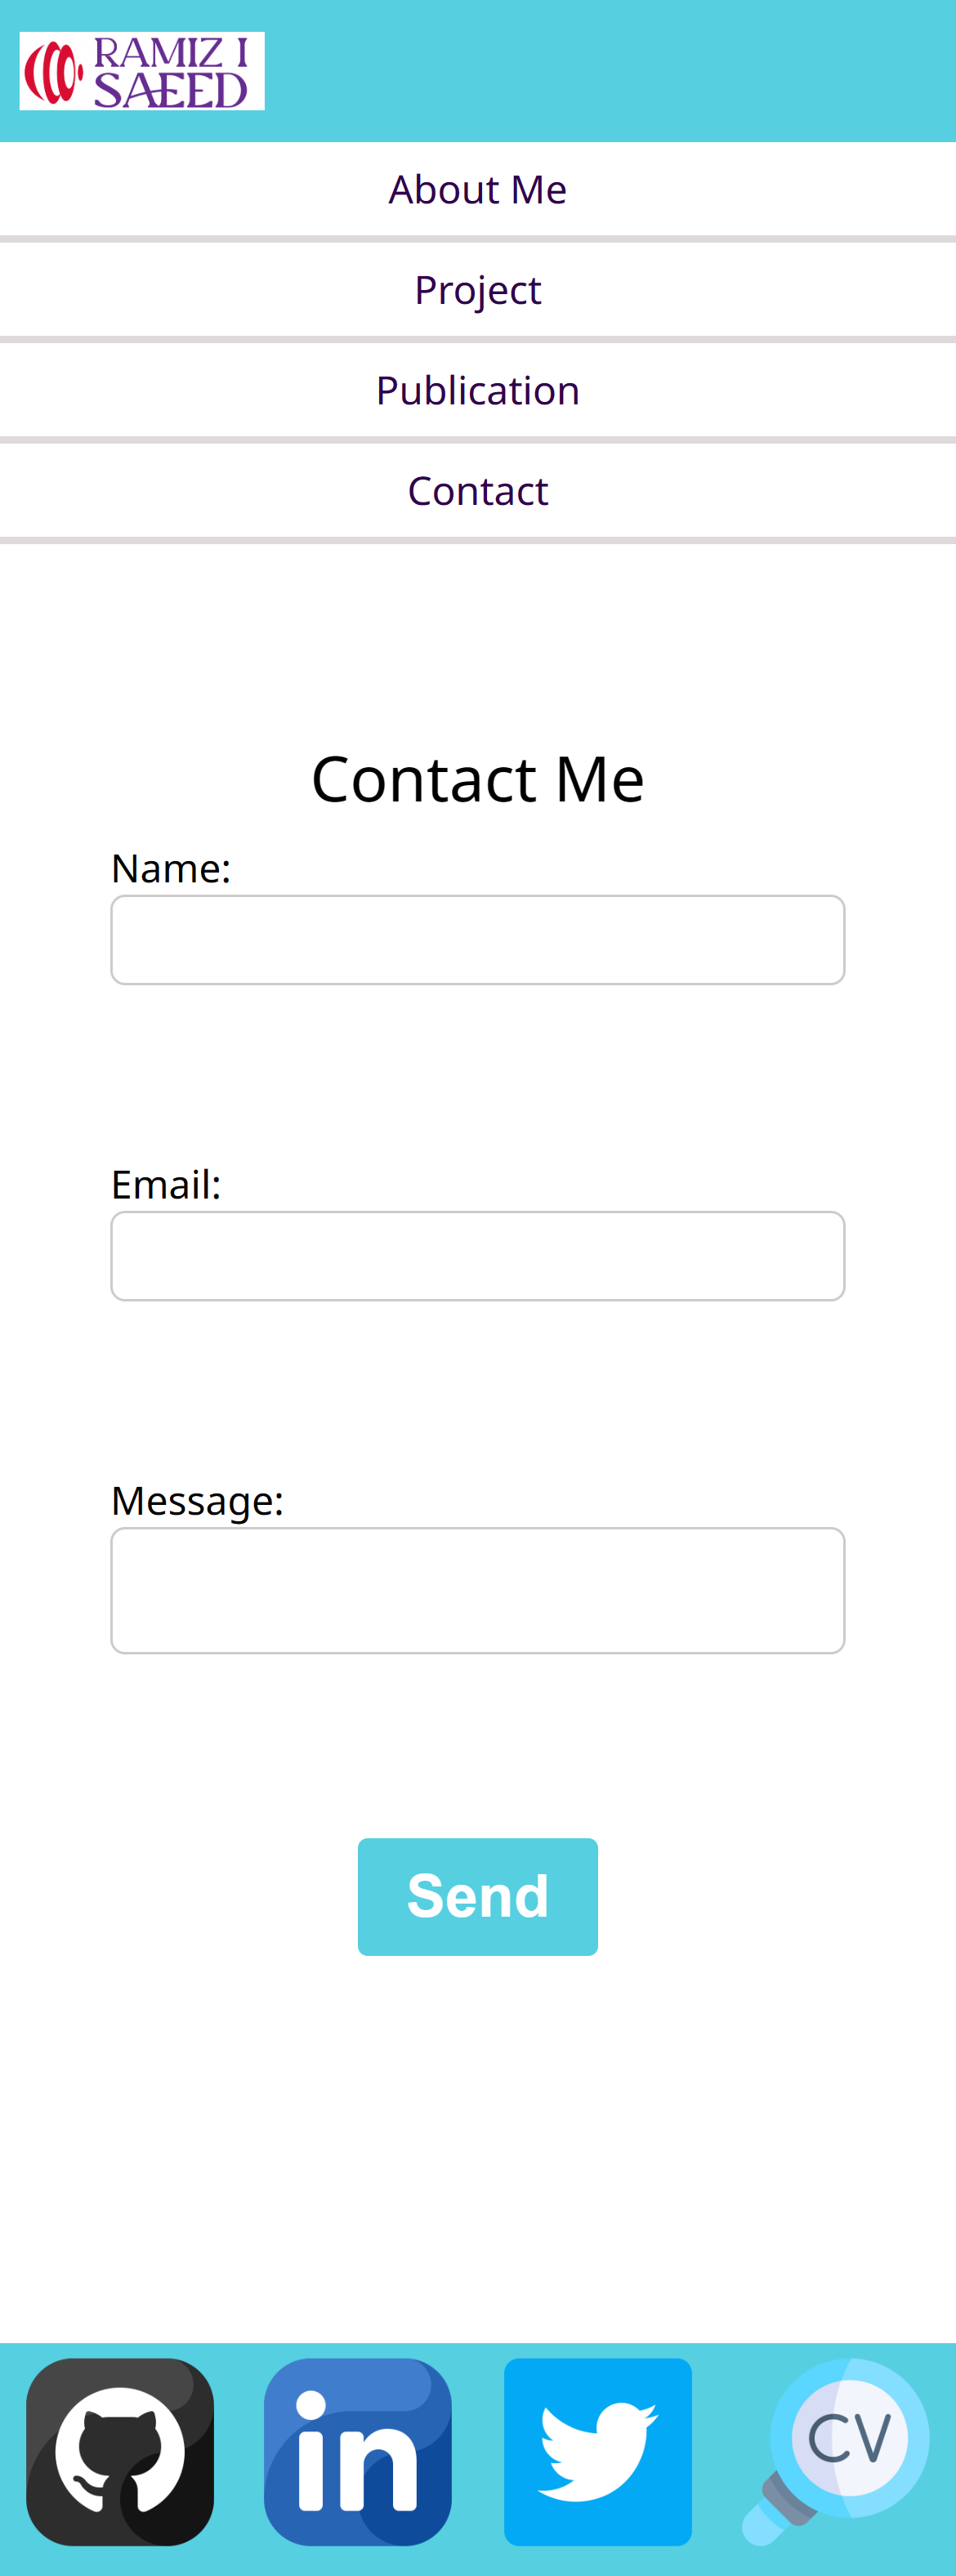 RAMIZ I
SAEED
About Me
Project
Publication
Contact
Contact Me
Name:
Email:
Message:
Send
in
CV